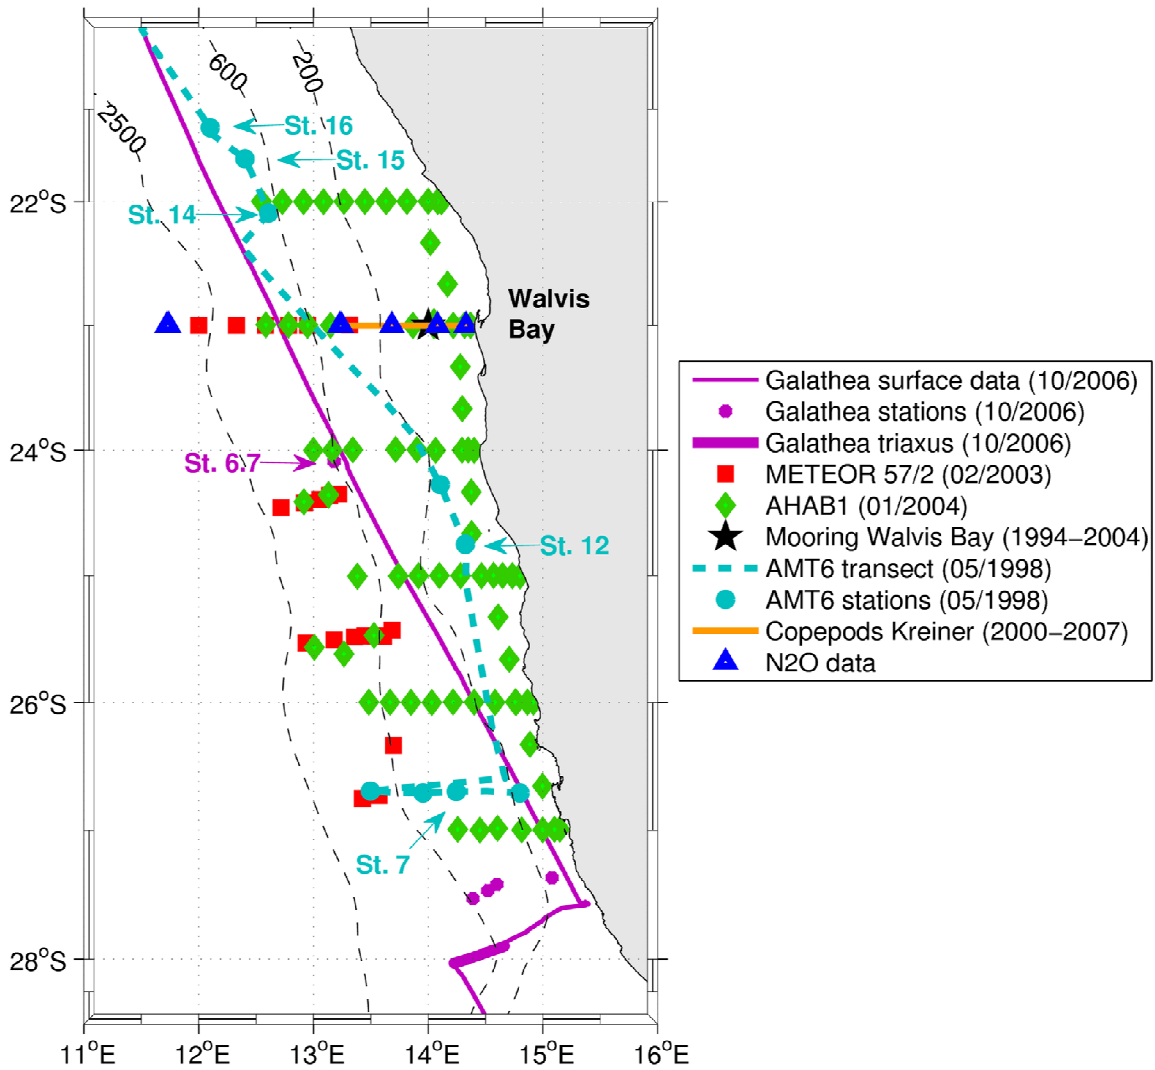 600
200
2500
St. 16
St. 15
St. 14
22°S
Walvis
Bay
24°S
St. 6.7
St. 12
26°S
St. 7
28°S
11°E
12°E
13°E
14°E
15°E
16°E
Galathea surface data (10/2006)
Galathea stations (10/2006)
Galathea triaxus (10/2006)
METEOR 57/2 (02/2003)
AHAB1 (01/2004)
Mooring Walvis Bay (1994−2004)
AMT6 transect (05/1998)
AMT6 stations (05/1998)
Copepods Kreiner (2000−2007)
N2O data